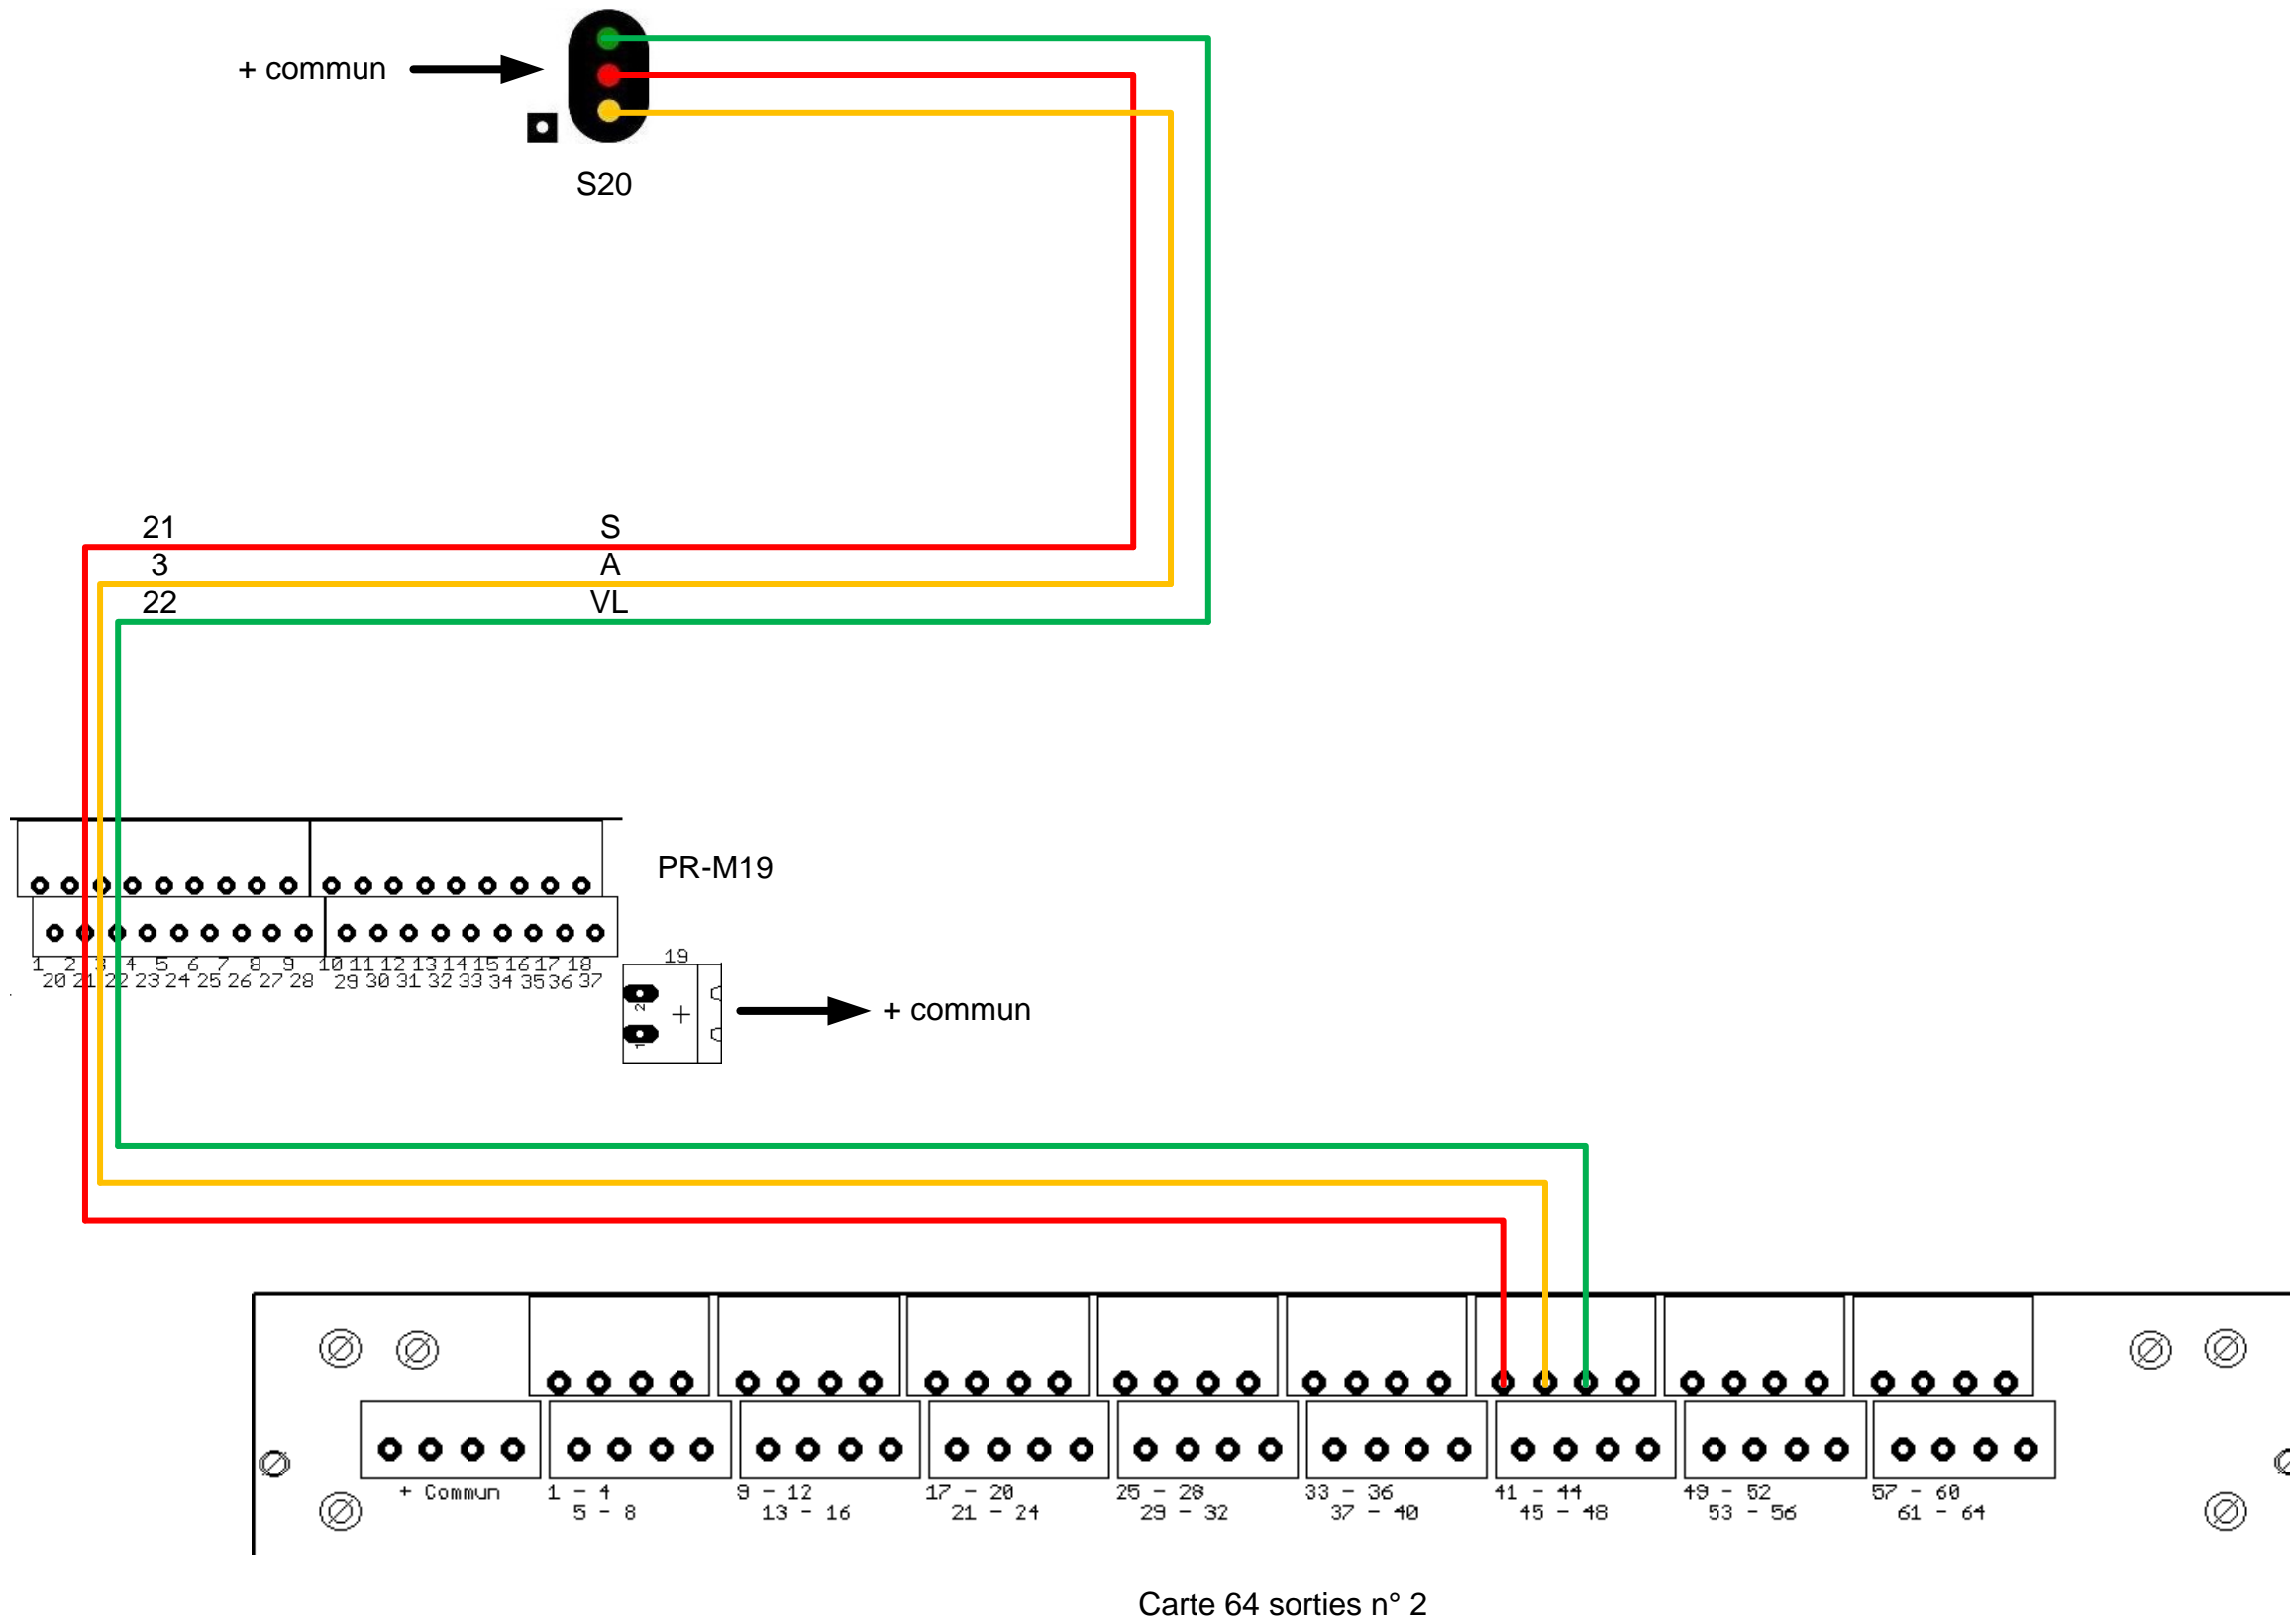 + commun
S20
21 S
3 A
22 VL
PR-M19
1 2 3 4 5 6 7 8 9 10 11 12 13 14 15 16 17 18
20 21 22 23 24 25 26 27 28 29 30 31 32 33 34 35 36 37
19
2
+
1
+ commun
+ Commun 1 - 4 9 - 12 17 - 20 25 - 28 33 - 36 41 - 44 49 - 52 57 - 60
5 - 8 13 - 16 21 - 24 29 - 32 37 - 40 45 - 48 53 - 56 61 - 64
Carte 64 sorties n° 2